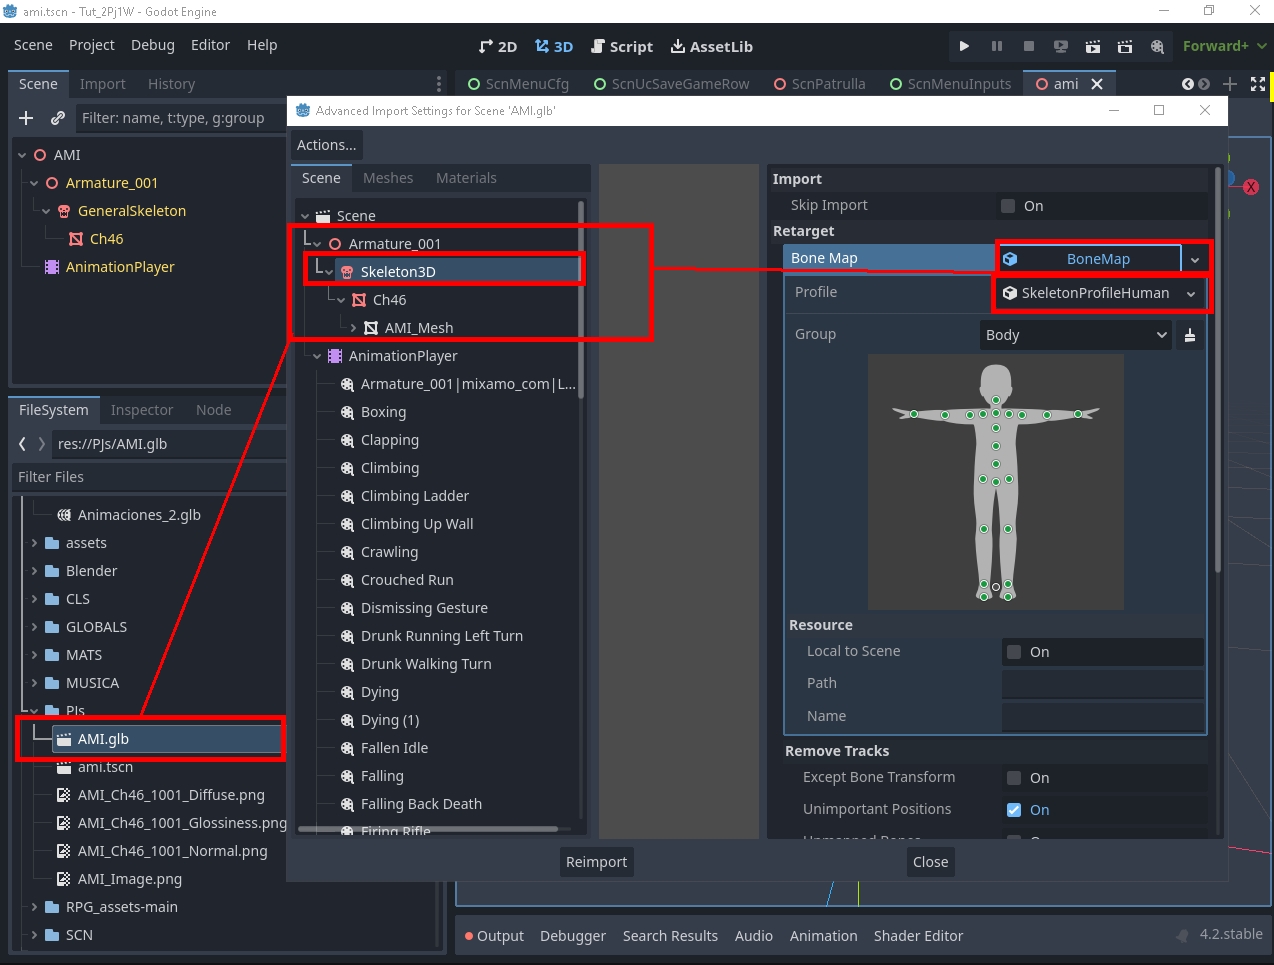 ami.tscn - Tut_2Pj1W - Godot Engine
Scene Project Debug Editor Help
2D 3D Script AssetLib
Forward+
Scene Import History
ScnMenuCfg ScnUcSaveGameRow ScnPatrulla ScnMenuInputs ami
Filter: name, t:type, g:group
AMI
Armature_001
GeneralSkeleton
Ch46
AnimationPlayer
FileSystem Inspector Node
res://PJs/AMI.glb
Filter Files
Animaciones_2.glb
assets
Blender
CLS
GLOBALS
MATS
MUSICA
PJs
AMI.glb
ami.tscn
AMI_Ch46_1001_Diffuse.png
AMI_Ch46_1001_Glossiness.png
AMI_Ch46_1001_Normal.png
AMI_Image.png
RPG_assets-main
SCN
Advanced Import Settings for Scene 'AMI.glb'
Actions...
Scene Meshes Materials
Scene
Armature_001
Skeleton3D
Ch46
AMI_Mesh
AnimationPlayer
Armature_001|mixamo_com|L...
Boxing
Clapping
Climbing
Climbing Ladder
Climbing Up Wall
Crawling
Crouched Run
Dismissing Gesture
Drunk Running Left Turn
Drunk Walking Turn
Dying
Dying (1)
Fallen Idle
Falling
Falling Back Death
Firing Rifle
Import
Skip Import On
Retarget
Bone Map BoneMap
Profile SkeletonProfileHuman
Group Body
Resource
Local to Scene On
Path
Name
Remove Tracks
Except Bone Transform On
Unimportant Positions On
Unmapped Bones On
Reimport Close
X
Output Debugger Search Results Audio Animation Shader Editor
4.2.stable